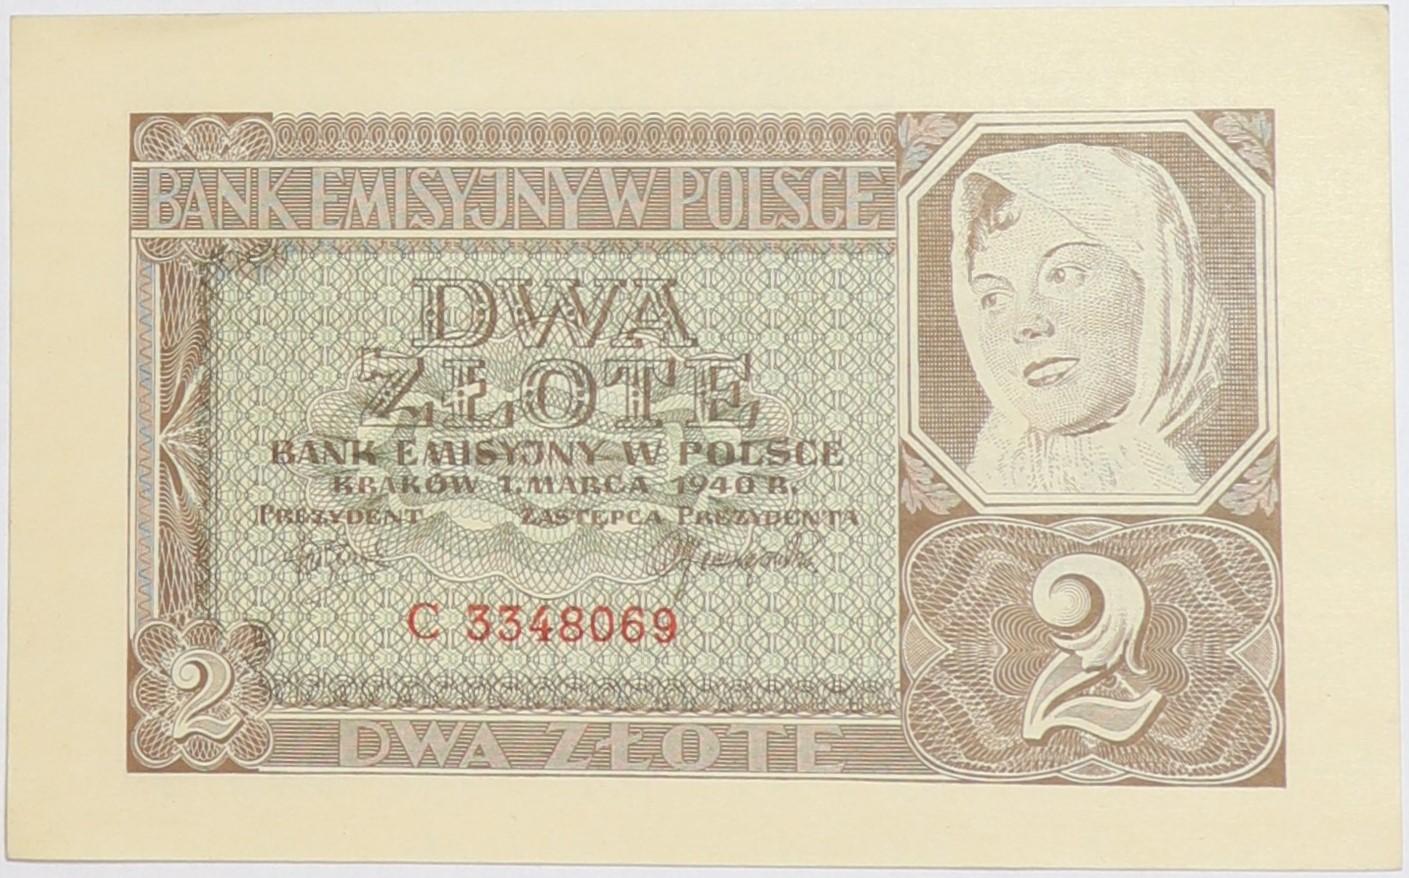 BANK EMISYJNY W POLSCE
DWA
ZŁOTE
BANK EMISYJNY W POLSCE
KRAKÓW 1. MARCA 1940 R.
PREZYDENT ZASTĘPCA PREZYDENTA
C 3348069
2
2
DWA ZŁOTE